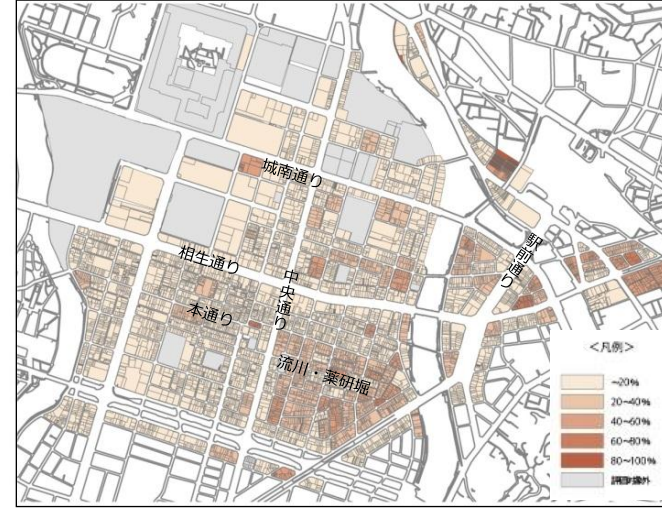 城南通り
駅前通り
相生通り
中央通り
本通り
流川・薬研堀
<凡例>
~20%
20~40%
40~60%
60~80%
80~100%